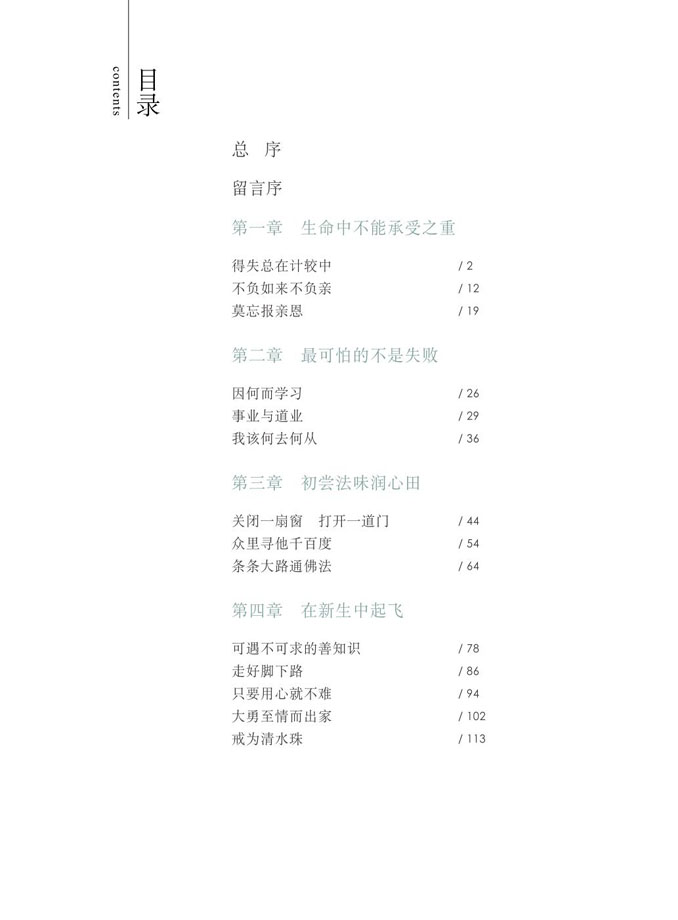 目录
contents
总 序
留言序
第一章 生命中不能承受之重
得失总在计较中 / 2
不负如来不负亲 / 12
莫忘报亲恩 / 19
第二章 最可怕的不是失败
因何而学习 / 26
事业与道业 / 29
我该何去何从 / 36
第三章 初尝法味润心田
关闭一扇窗 打开一道门 / 44
众里寻他千百度 / 54
条条大路通佛法 / 64
第四章 在新生中起飞
可遇不可求的善知识 / 78
走好脚下路 / 86
只要用心就不难 / 94
大勇至情而出家 / 102
戒为清水珠 / 113